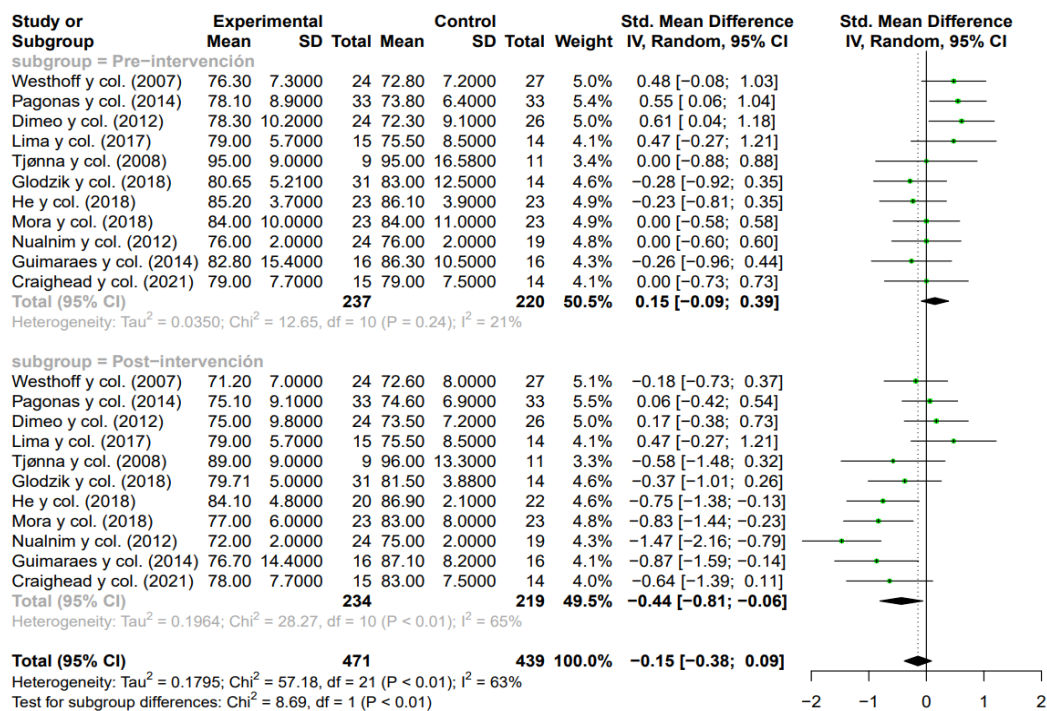 Study or Experimental Control Std. Mean Difference Std. Mean Difference
Subgroup Mean SD Total Mean SD Total Weight IV, Random, 95% CI IV, Random, 95% CI
subgroup = Pre−intervención
Westhoff y col. (2007) 76.30 7.3000 24 72.80 7.2000 27 5.0% 0.48 [−0.08; 1.03]
Pagonas y col. (2014) 78.10 8.9000 33 73.80 6.4000 33 5.4% 0.55 [ 0.06; 1.04]
Dimeo y col. (2012) 78.30 10.2000 24 72.30 9.1000 26 5.0% 0.61 [ 0.04; 1.18]
Lima y col. (2017) 79.00 5.7000 15 75.50 8.5000 14 4.1% 0.47 [−0.27; 1.21]
Tjønna y col. (2008) 95.00 9.0000 9 95.00 16.5800 11 3.4% 0.00 [−0.88; 0.88]
Glodzik y col. (2018) 80.65 5.2100 31 83.00 12.5000 14 4.6% −0.28 [−0.92; 0.35]
He y col. (2018) 85.20 3.7000 23 86.10 3.9000 23 4.9% −0.23 [−0.81; 0.35]
Mora y col. (2018) 84.00 10.0000 23 84.00 11.0000 23 4.9% 0.00 [−0.58; 0.58]
Nualnim y col. (2012) 76.00 2.0000 24 76.00 2.0000 19 4.8% 0.00 [−0.60; 0.60]
Guimaraes y col. (2014) 82.80 15.4000 16 86.30 10.5000 16 4.2% −0.26 [−0.96; 0.44]
Craighead y col. (2021) 79.00 7.7000 15 79.00 7.5000 14 4.1% 0.00 [−0.73; 0.73]
Total (95% CI) 237 220 50.5% 0.15 [−0.09; 0.39]
Heterogeneity: Tau² = 0.0350; Chi² = 12.65, df = 10 (P = 0.24); I² = 21%
subgroup = Post−intervención
Westhoff y col. (2007) 71.20 7.0000 24 72.60 8.0000 27 5.1% −0.18 [−0.73; 0.37]
Pagonas y col. (2014) 75.10 9.1000 33 74.60 6.9000 33 5.5% 0.06 [−0.42; 0.54]
Dimeo y col. (2012) 75.00 9.8000 24 73.50 7.2000 26 5.0% 0.17 [−0.38; 0.73]
Lima y col. (2017) 79.00 5.7000 15 75.50 8.5000 14 4.1% 0.47 [−0.27; 1.21]
Tjønna y col. (2008) 89.00 9.0000 9 96.00 13.3000 11 3.3% −0.58 [−1.48; 0.32]
Glodzik y col. (2018) 79.71 5.0000 31 81.50 3.8800 14 4.6% −0.37 [−1.01; 0.26]
He y col. (2018) 84.10 4.8000 20 86.90 2.1000 22 4.6% −0.75 [−1.38; −0.13]
Mora y col. (2018) 77.00 6.0000 23 83.00 8.0000 23 4.8% −0.83 [−1.44; −0.23]
Nualnim y col. (2012) 72.00 2.0000 24 75.00 2.0000 19 4.3% −1.47 [−2.16; −0.79]
Guimaraes y col. (2014) 76.70 14.4000 16 87.10 8.2000 16 4.1% −0.87 [−1.59; −0.14]
Craighead y col. (2021) 78.00 7.7000 15 83.00 7.5000 14 4.0% −0.64 [−1.39; 0.11]
Total (95% CI) 234 219 49.5% −0.44 [−0.81; −0.06]
Heterogeneity: Tau² = 0.1964; Chi² = 28.27, df = 10 (P < 0.01); I² = 65%
Total (95% CI) 471 439 100.0% −0.15 [−0.38; 0.09]
Heterogeneity: Tau² = 0.1795; Chi² = 57.18, df = 21 (P < 0.01); I² = 63%
Test for subgroup differences: Chi² = 8.69, df = 1 (P < 0.01)
−2 −1 0 1 2